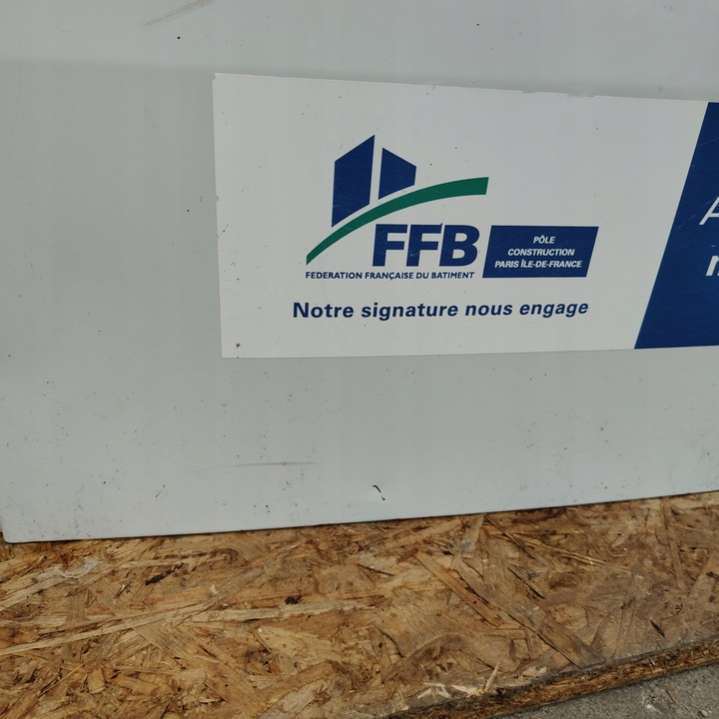 FFB
PÔLE
CONSTRUCTION
PARIS ÎLE-DE-FRANCE
FEDERATION FRANÇAISE DU BATIMENT
Notre signature nous engage